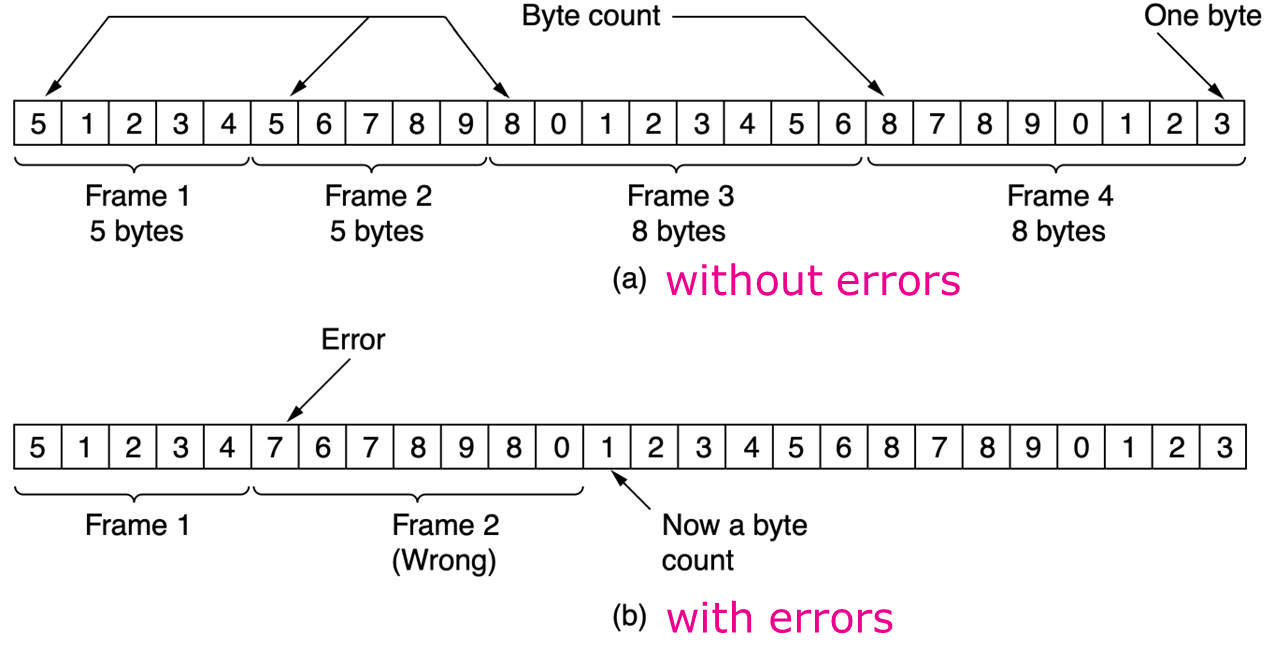 Byte count One byte
5 1 2 3 4 5 6 7 8 9 8 0 1 2 3 4 5 6 8 7 8 9 0 1 2 3
Frame 1 Frame 2 Frame 3 Frame 4
5 bytes 5 bytes 8 bytes 8 bytes
(a) without errors
Error
5 1 2 3 4 7 6 7 8 9 8 0 1 2 3 4 5 6 8 7 8 9 0 1 2 3
Frame 1 Frame 2 Now a byte
(Wrong) count
(b) with errors